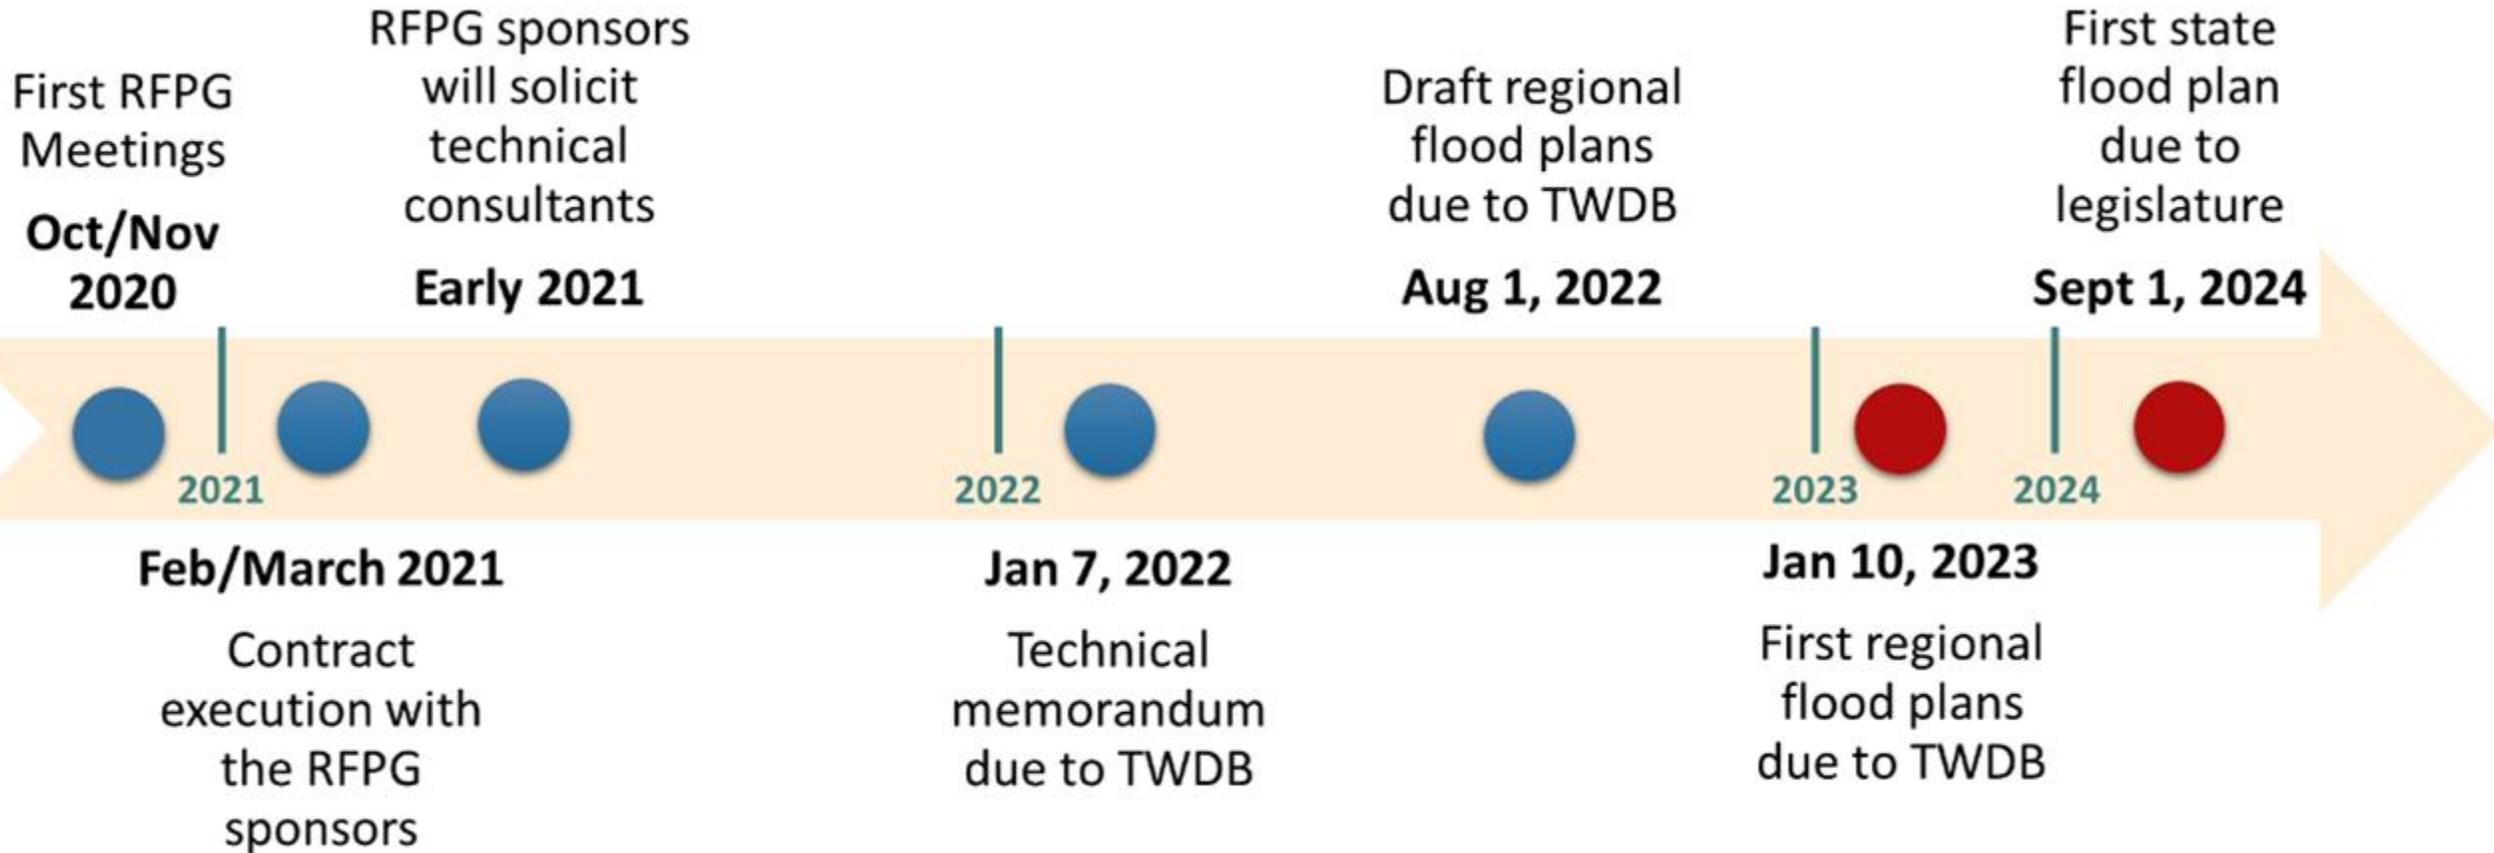 First RFPG
Meetings
Oct/Nov
2020
RFPG sponsors
will solicit
technical
consultants
Early 2021
Draft regional
flood plans
due to TWDB
Aug 1, 2022
First state
flood plan
due to
legislature
Sept 1, 2024
2021
2022
2023
2024
Feb/March 2021
Contract
execution with
the RFPG
sponsors
Jan 7, 2022
Technical
memorandum
due to TWDB
Jan 10, 2023
First regional
flood plans
due to TWDB